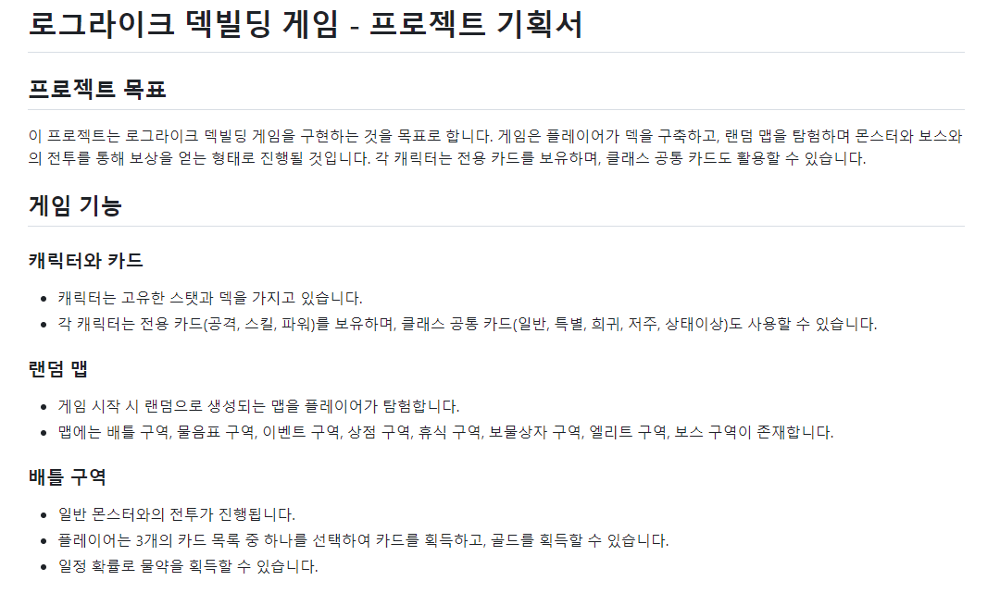 로그라이크 덱빌딩 게임 - 프로젝트 기획서
프로젝트 목표
이 프로젝트는 로그라이크 덱빌딩 게임을 구현하는 것을 목표로 합니다. 게임은 플레이어가 덱을 구축하고, 랜덤 맵을 탐험하며 몬스터와 보스와
의 전투를 통해 보상을 얻는 형태로 진행될 것입니다. 각 캐릭터는 전용 카드를 보유하며, 클래스 공통 카드도 활용할 수 있습니다.
게임 기능
캐릭터와 카드
• 캐릭터는 고유한 스탯과 덱을 가지고 있습니다.
• 각 캐릭터는 전용 카드(공격, 스킬, 파워)를 보유하며, 클래스 공통 카드(일반, 특별, 희귀, 저주, 상태이상)도 사용할 수 있습니다.
랜덤 맵
• 게임 시작 시 랜덤으로 생성되는 맵을 플레이어가 탐험합니다.
• 맵에는 배틀 구역, 물음표 구역, 이벤트 구역, 상점 구역, 휴식 구역, 보물상자 구역, 엘리트 구역, 보스 구역이 존재합니다.
배틀 구역
• 일반 몬스터와의 전투가 진행됩니다.
• 플레이어는 3개의 카드 목록 중 하나를 선택하여 카드를 획득하고, 골드를 획득할 수 있습니다.
• 일정 확률로 물약을 획득할 수 있습니다.